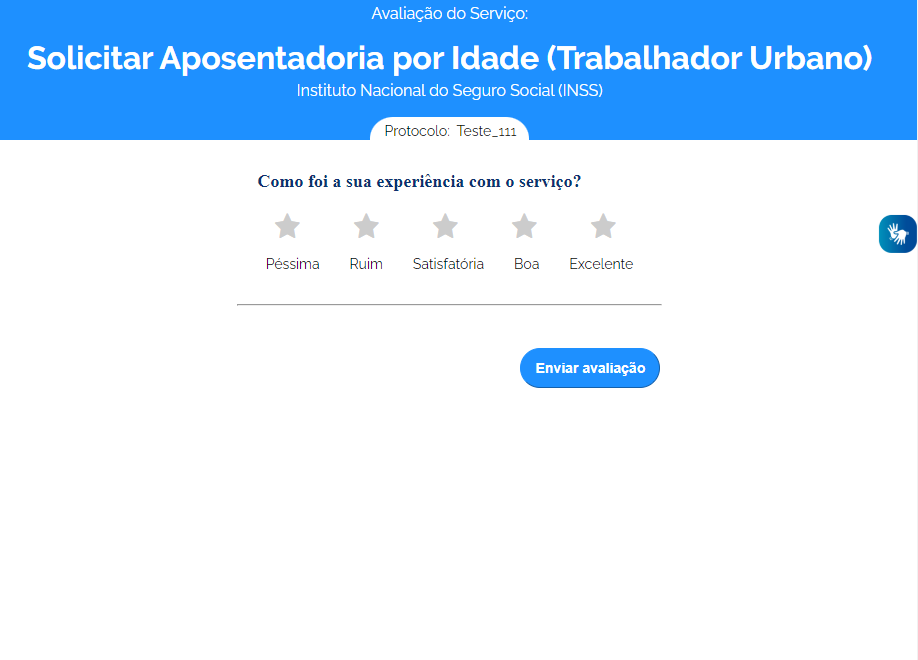 Avaliação do Serviço:
Solicitar Aposentadoria por Idade (Trabalhador Urbano)
Instituto Nacional do Seguro Social (INSS)
Protocolo: Teste_111
Como foi a sua experiência com o serviço?
Péssima Ruim Satisfatória Boa Excelente
Enviar avaliação